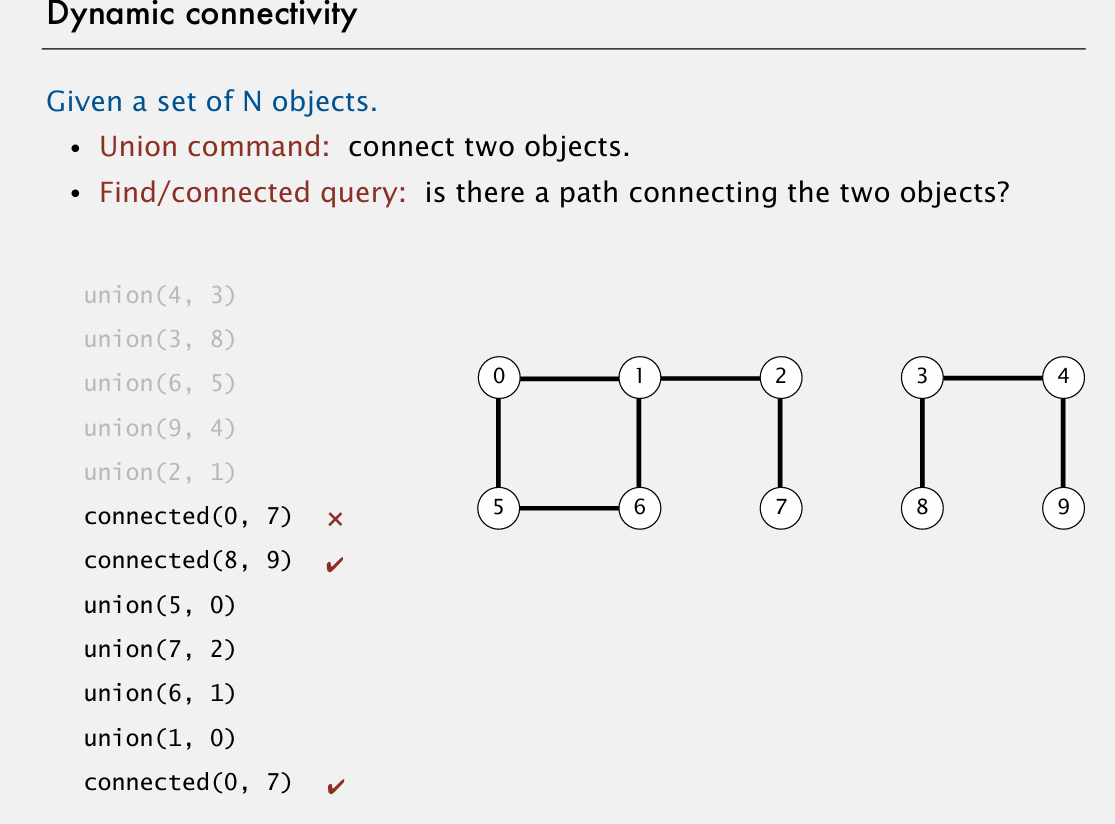 Dynamic connectivity
Given a set of N objects.
• Union command: connect two objects.
• Find/connected query: is there a path connecting the two objects?
union(4, 3)
union(3, 8)
union(6, 5)
union(9, 4)
union(2, 1)
connected(0, 7) ×
connected(8, 9) ✔
union(5, 0)
union(7, 2)
union(6, 1)
union(1, 0)
connected(0, 7) ✔
0 1 2 3 4
5 6 7 8 9